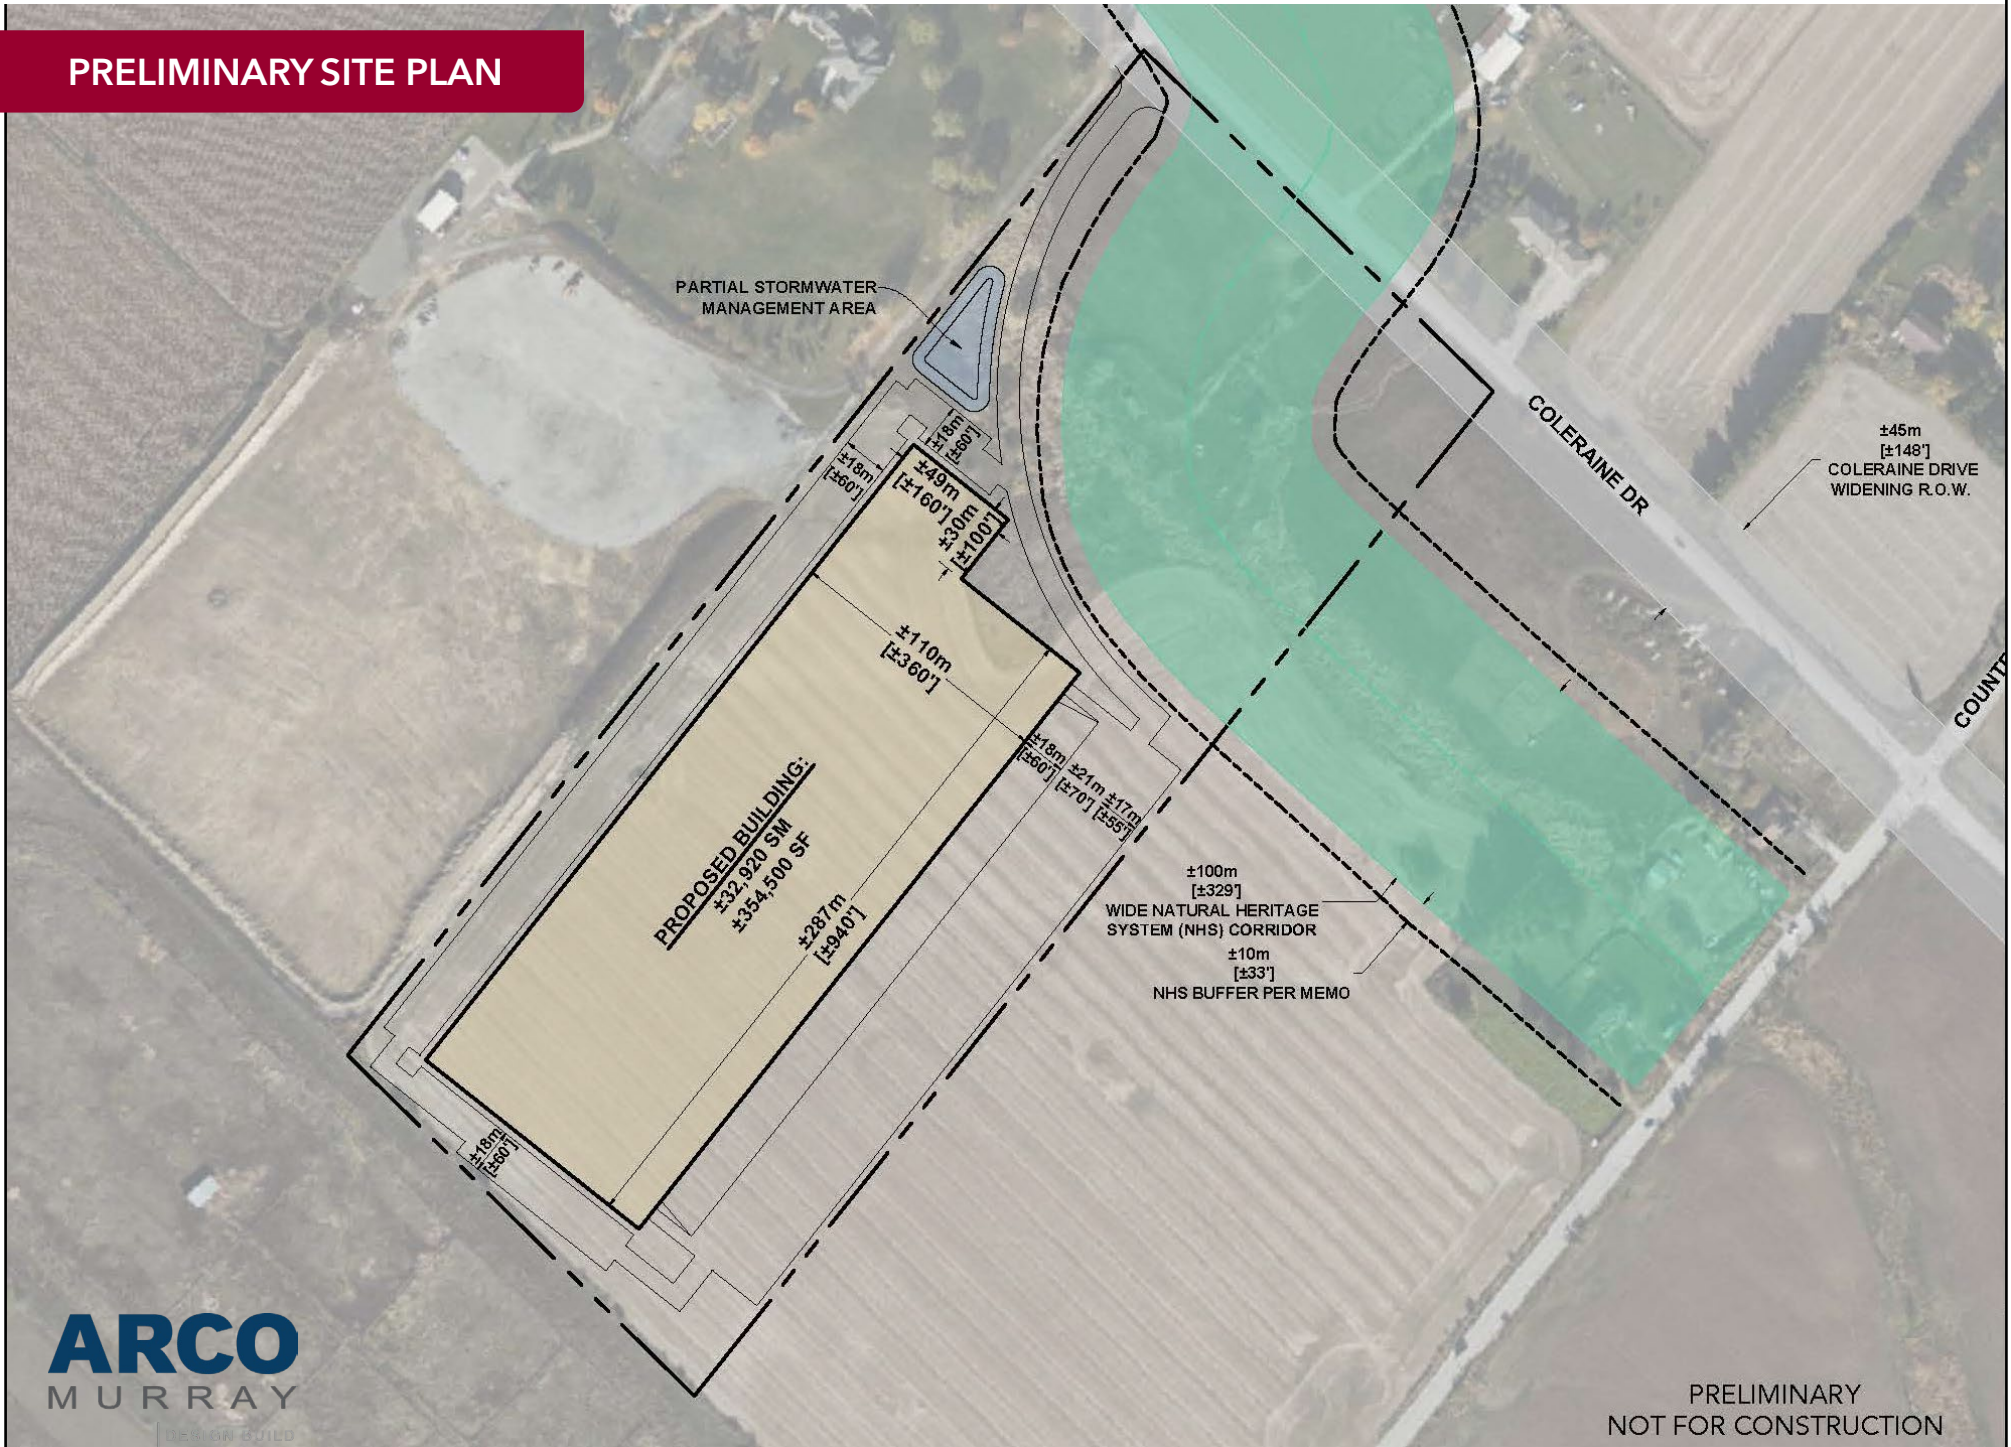 PRELIMINARY SITE PLAN
PARTIAL STORMWATER
MANAGEMENT AREA
±18m
[±60']
±18m
[±60']
±49m
[±160']
±30m
[±100']
COLERAINE DR
±45m
[±148']
COLERAINE DRIVE
WIDENING R.O.W.
±110m
[±360']
±18m
[±60']
±21m
[±70']
±17m
[±55']
PROPOSED BUILDING:
±32,920 SM
±354,500 SF
±287m
[±940']
±100m
[±329']
WIDE NATURAL HERITAGE
SYSTEM (NHS) CORRIDOR
±10m
[±33']
NHS BUFFER PER MEMO
±18m
[±60']
ARCO
MURRAY
DESIGN BUILD
PRELIMINARY
NOT FOR CONSTRUCTION